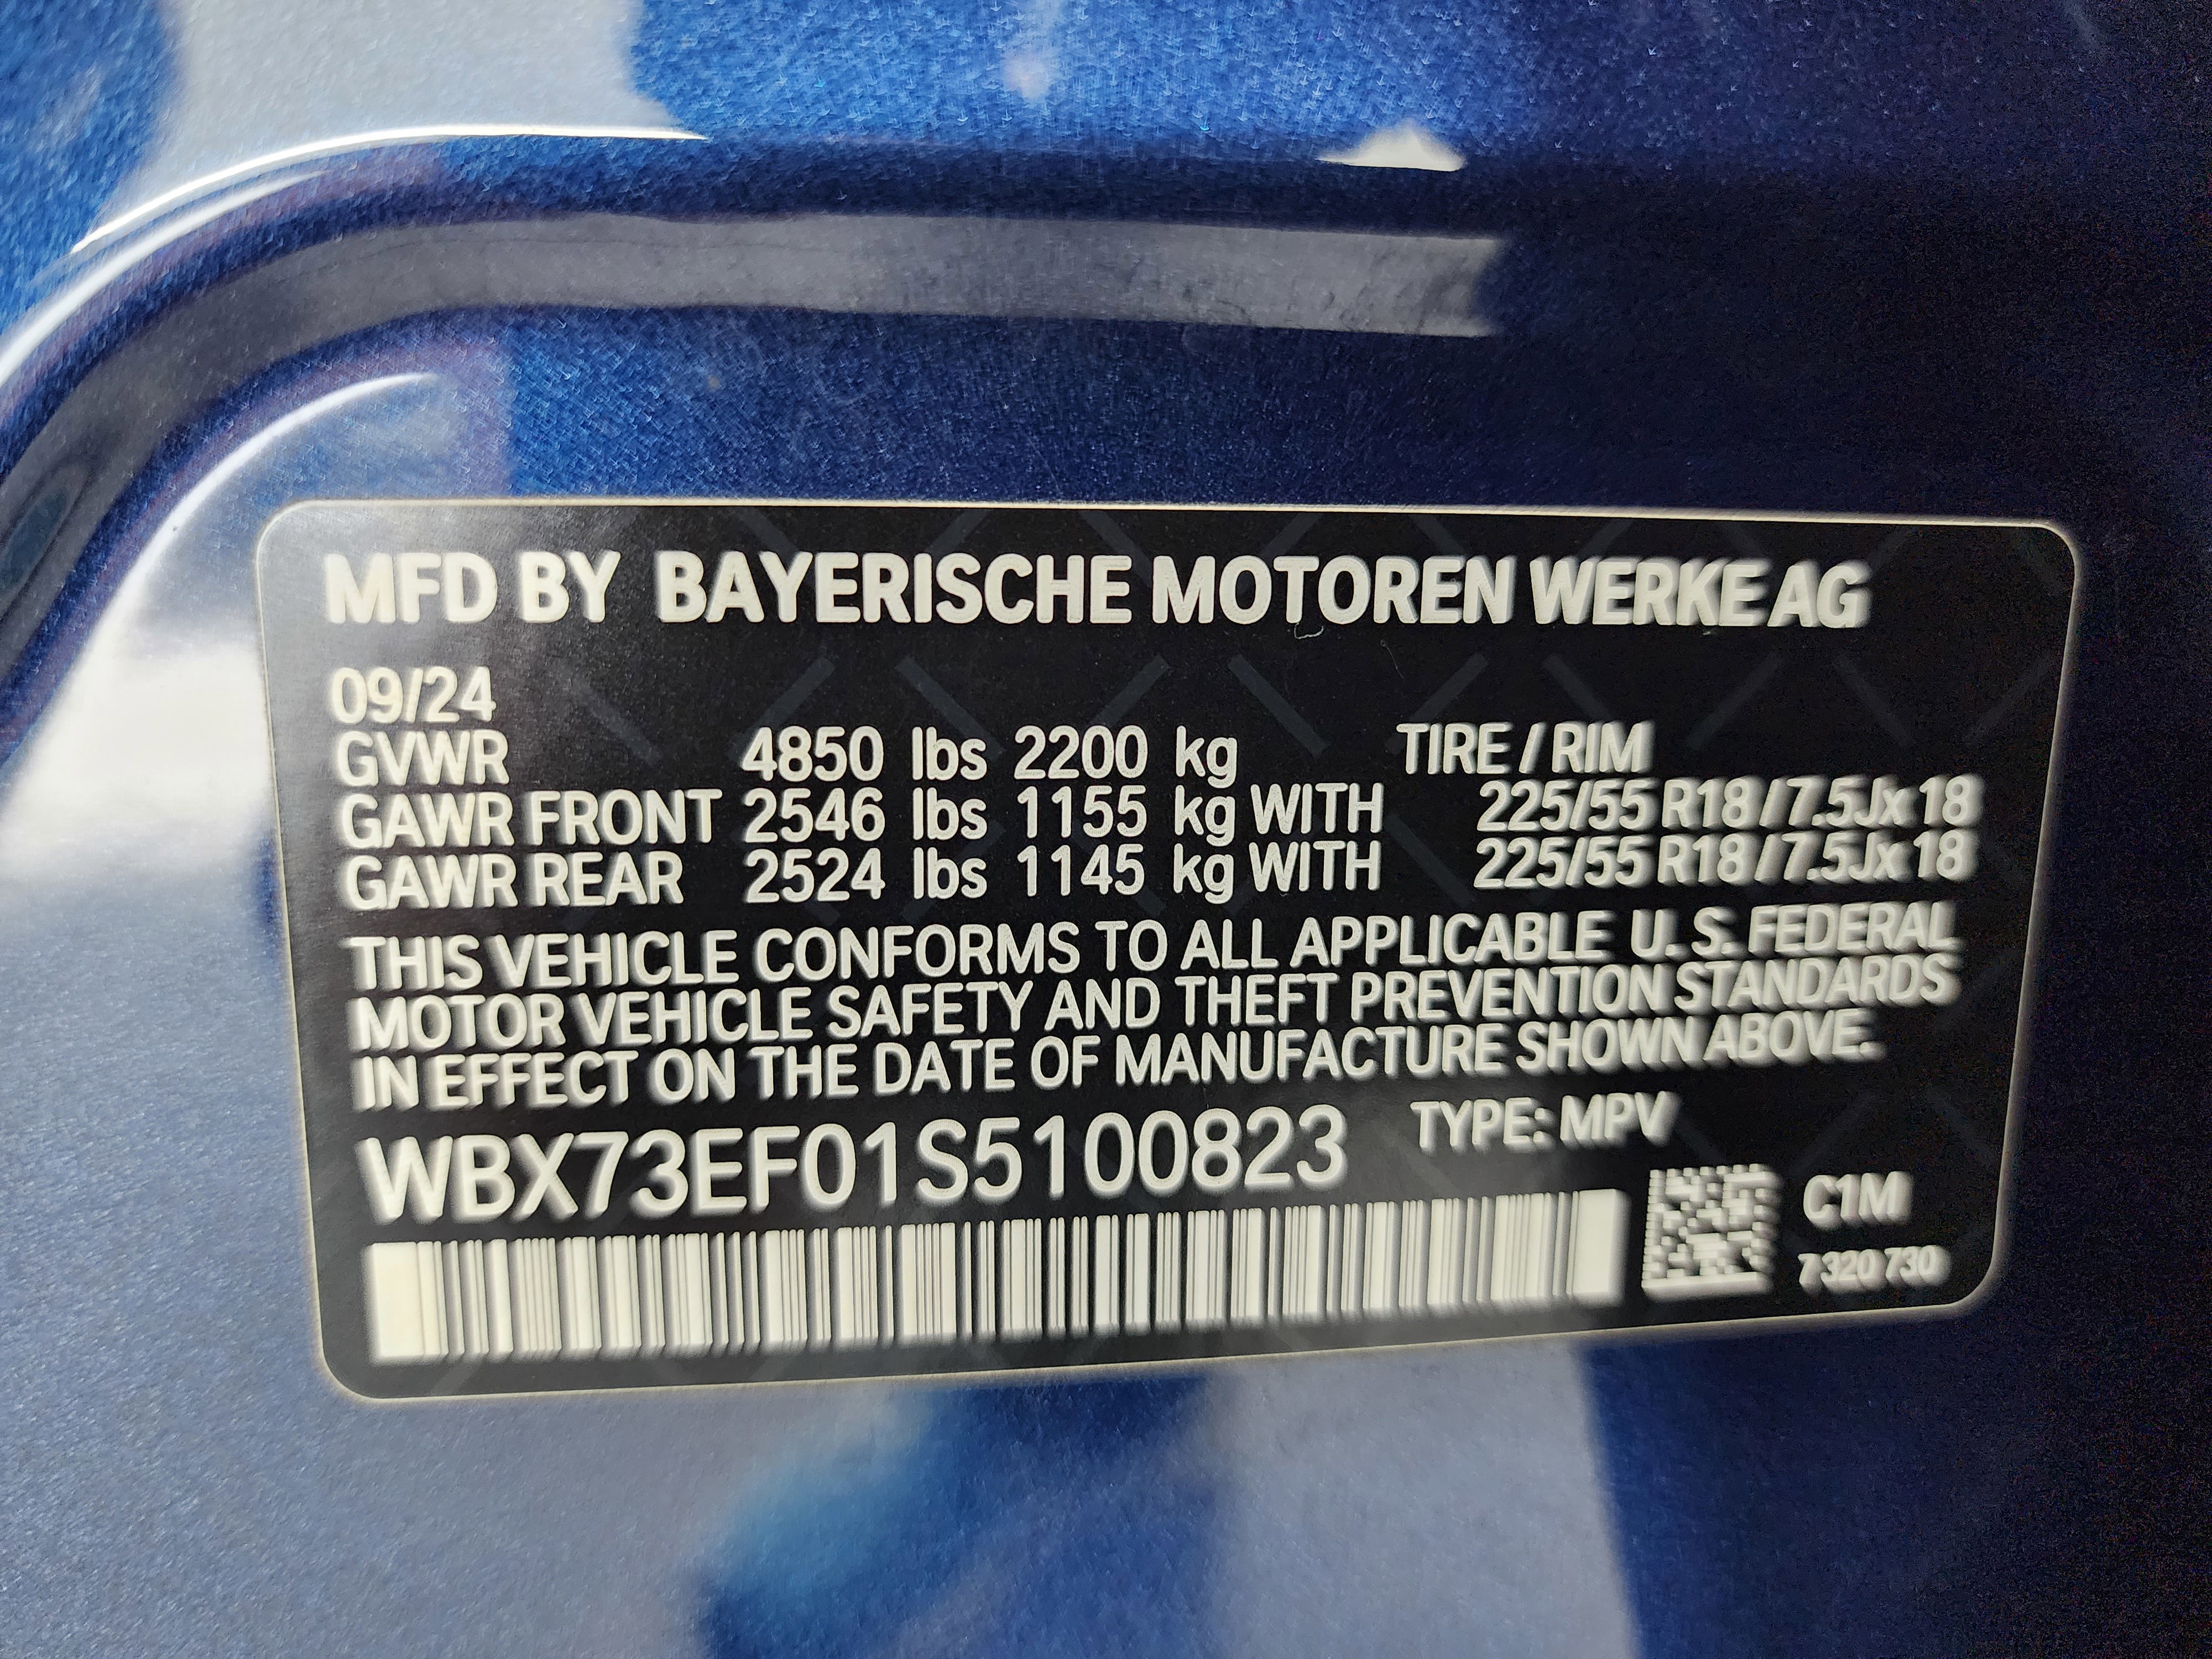 MFD BY BAYERISCHE MOTOREN WERKE AG
09/24
GVWR 4850 lbs 2200 kg TIRE / RIM
GAWR FRONT 2546 lbs 1155 kg WITH 225/55 R18 / 7.5Jx18
GAWR REAR 2524 lbs 1145 kg WITH 225/55 R18 / 7.5Jx18
THIS VEHICLE CONFORMS TO ALL APPLICABLE U. S. FEDERAL
MOTOR VEHICLE SAFETY AND THEFT PREVENTION STANDARDS
IN EFFECT ON THE DATE OF MANUFACTURE SHOWN ABOVE.
WBX73EF01S5100823 TYPE: MPV
C1M
7 320 730